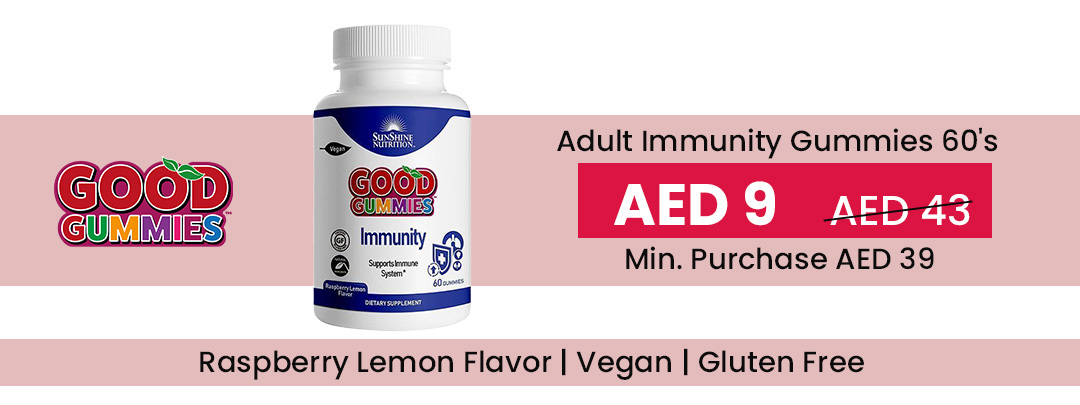 GOOD
GUMMIES™
SUNSHINE
NUTRITION
Vegan
GOOD
GUMMIES
GF
Immunity
Supports Immune
System*
60 GUMMIES
Raspberry Lemon
Flavor
DIETARY SUPPLEMENT
Adult Immunity Gummies 60's
AED 9 AED 43
Min. Purchase AED 39
Raspberry Lemon Flavor | Vegan | Gluten Free